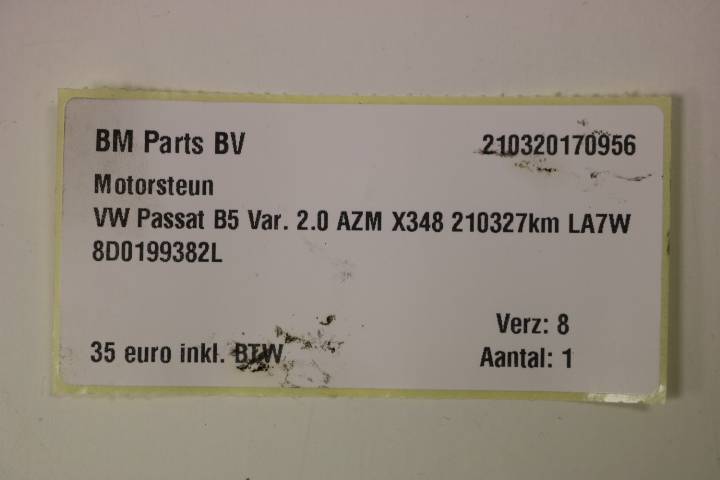 BM Parts BV 210320170956
Motorsteun
VW Passat B5 Var. 2.0 AZM X348 210327km LA7W
8D0199382L
Verz: 8
35 euro inkl. BTW Aantal: 1